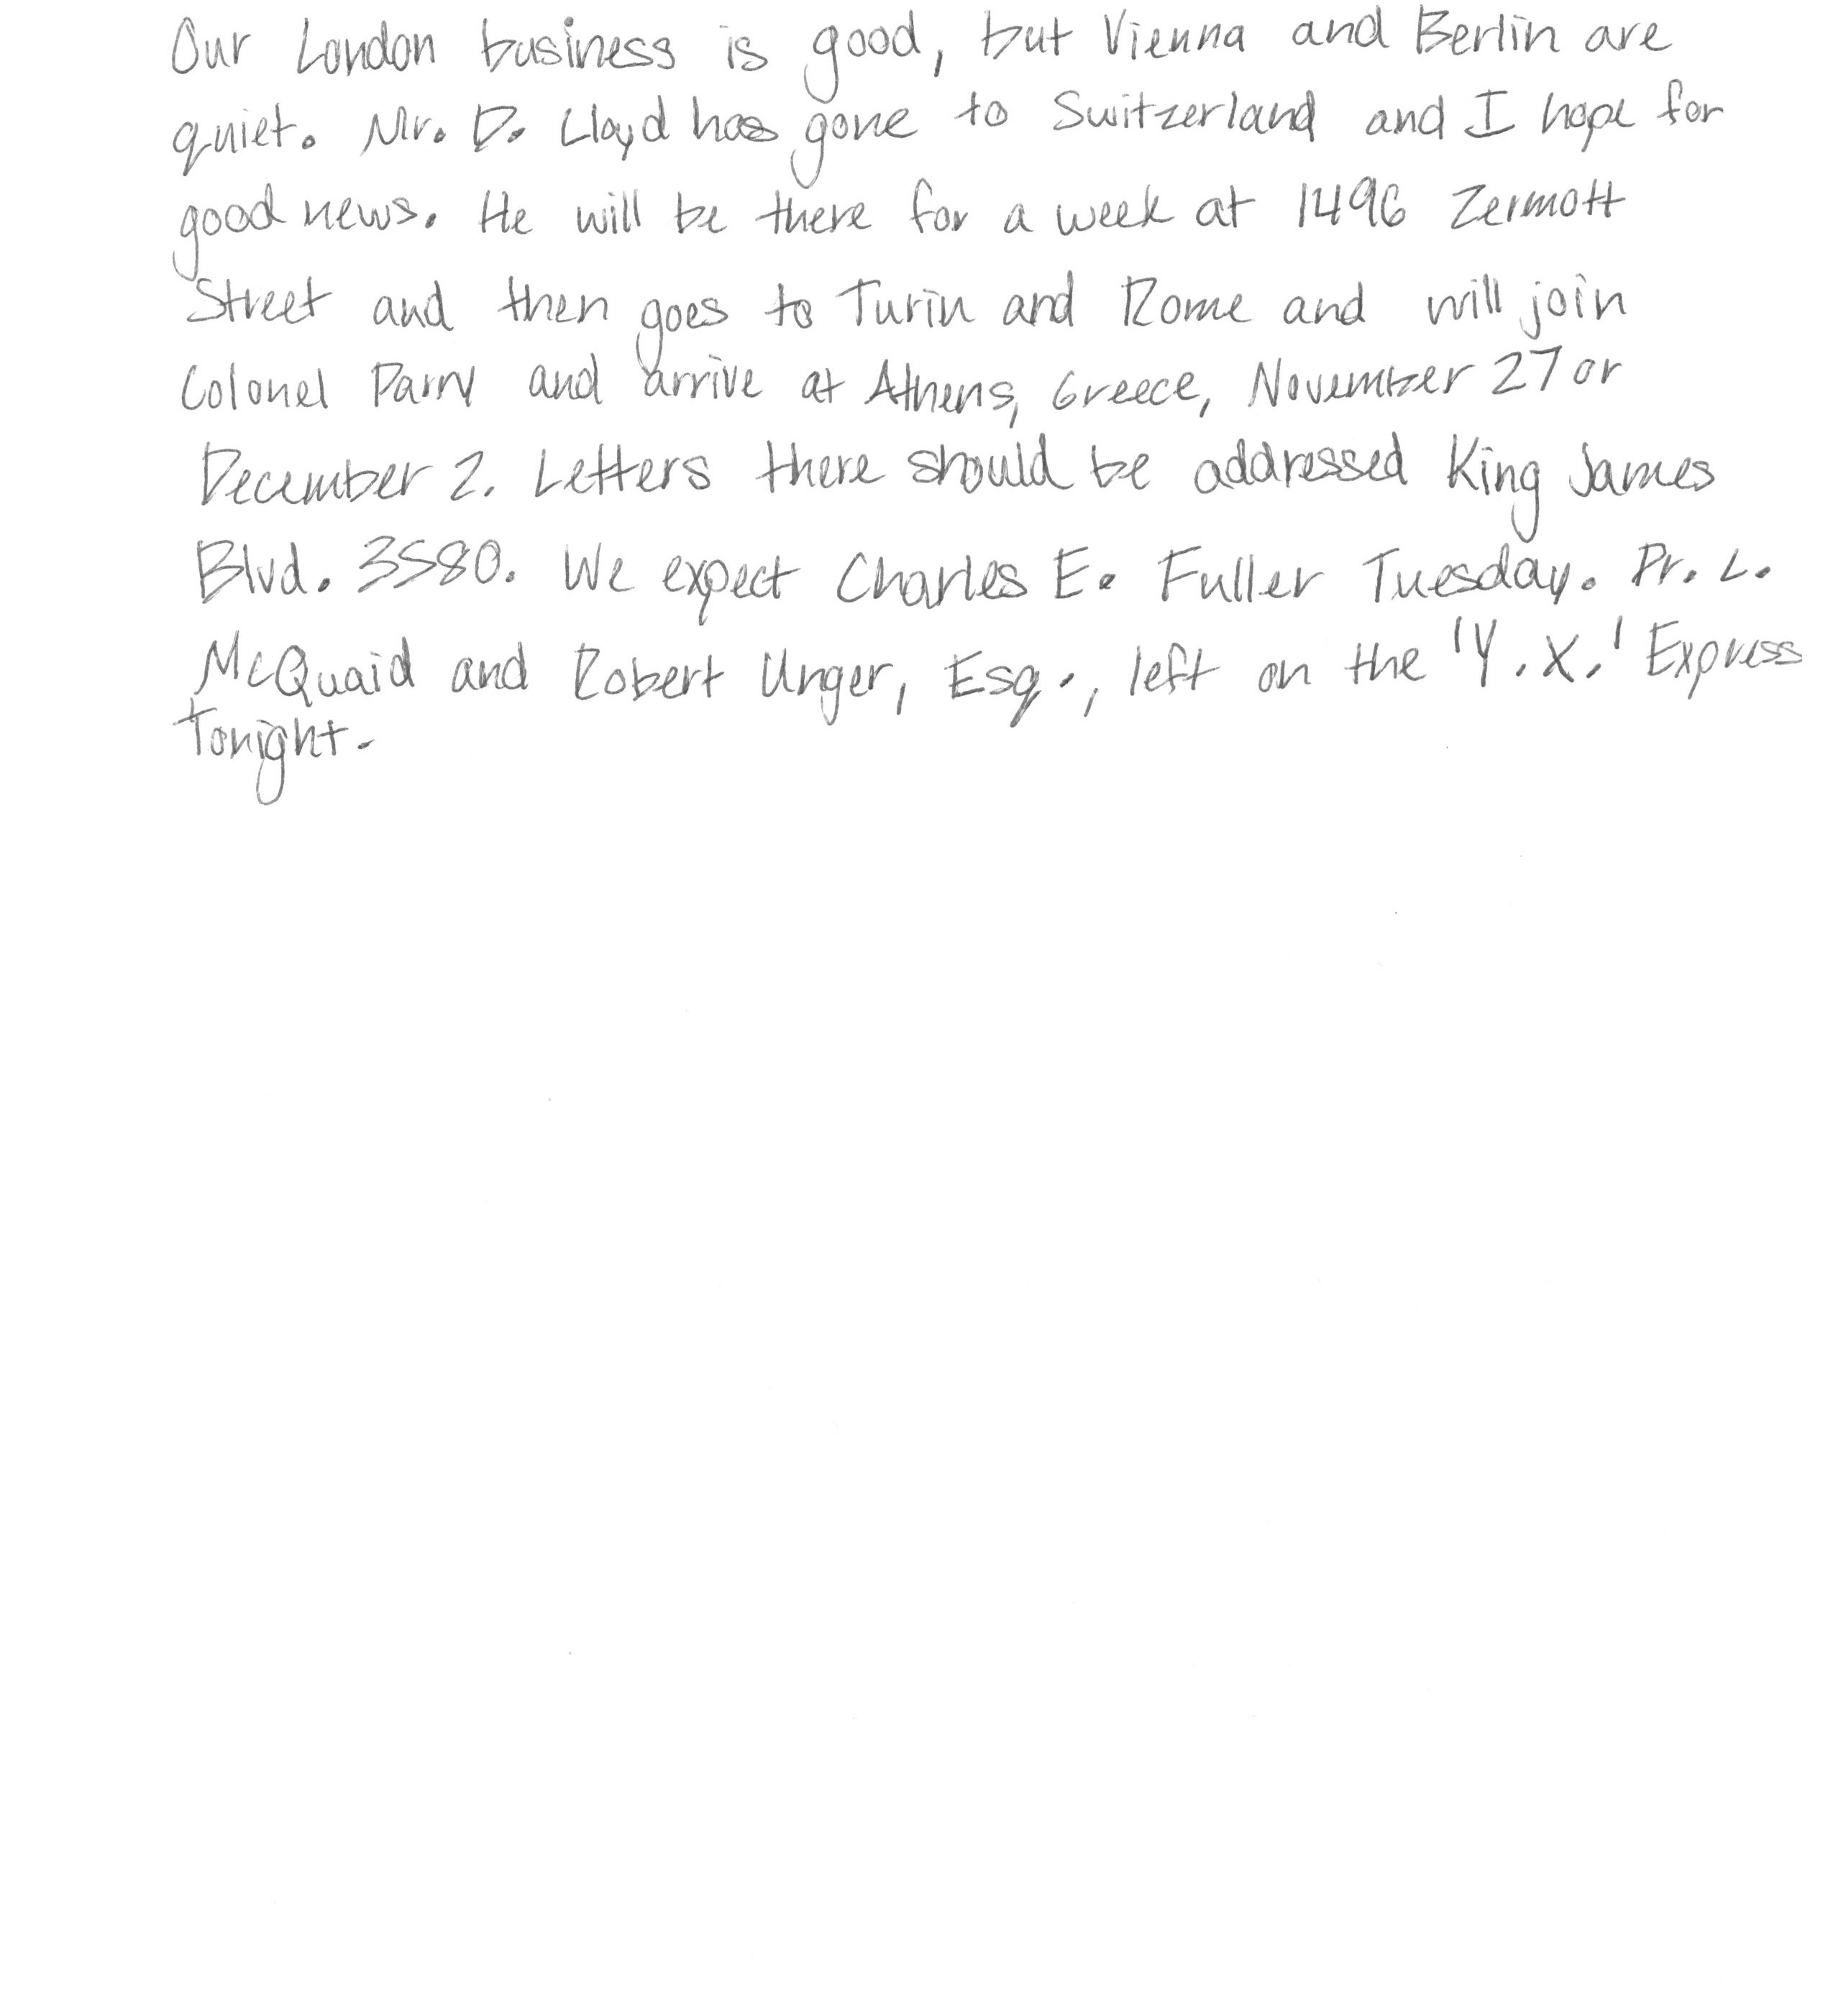 Our London business is good, but Vienna and Berlin are
quiet. Mr. D. Lloyd has gone to Switzerland and I hope for
good news. He will be there for a week at 1496 Zermott
Street and then goes to Turin and Rome and will join
Colonel Parry and arrive at Athens, Greece, November 27 or
December 2. Letters there should be addressed King James
Blvd. 3580. We expect Charles E. Fuller Tuesday. Dr. L.
McQuaid and Robert Unger, Esq., left on the 'Y.X.' Express
Tonight.